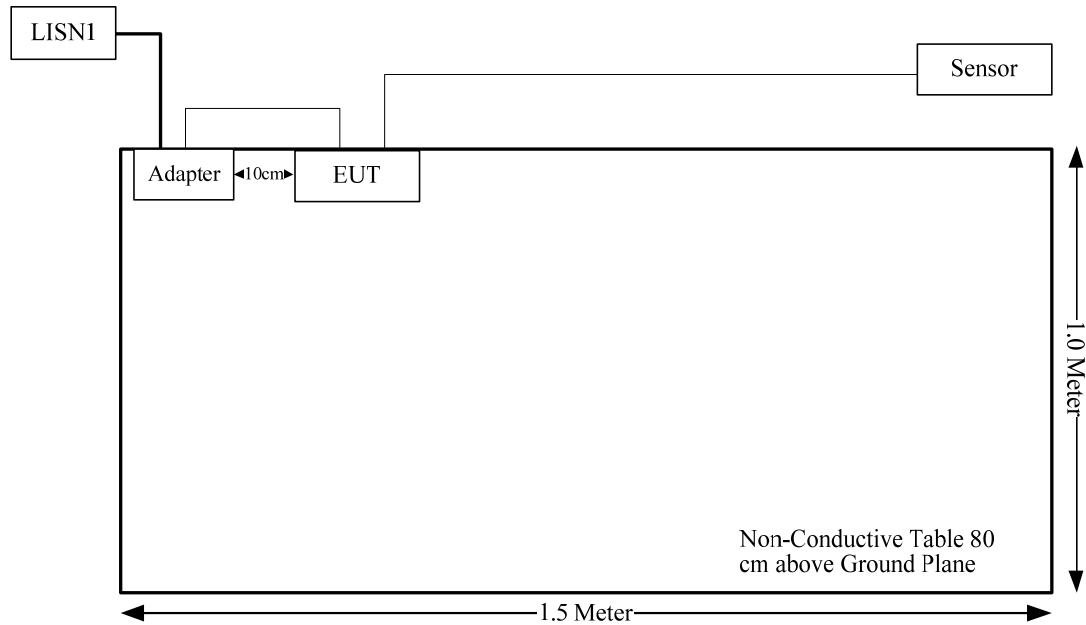 LISN1
Sensor
Adapter
10cm
EUT
1.0 Meter
Non-Conductive Table 80
cm above Ground Plane
1.5 Meter